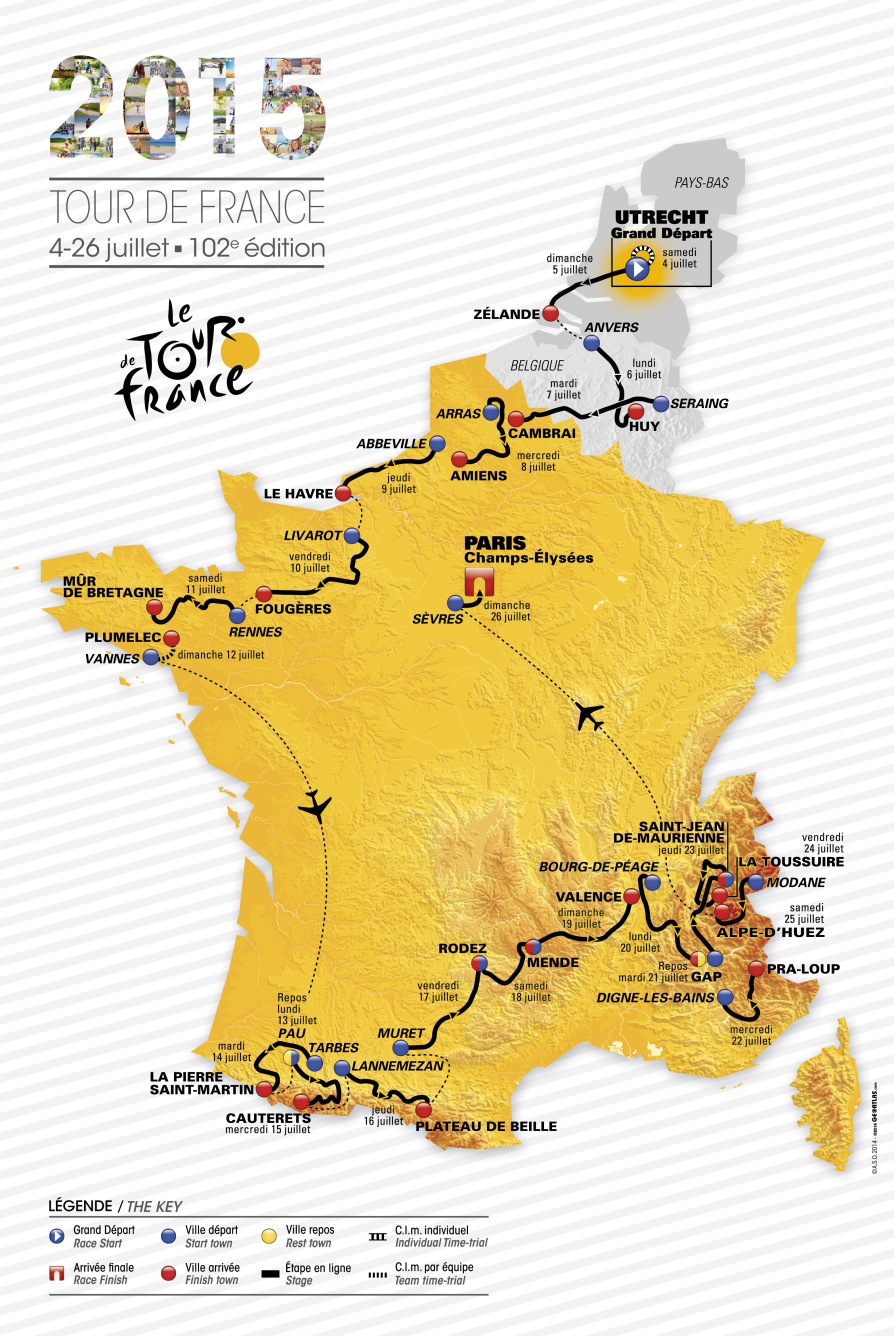 2015
TOUR DE FRANCE
4-26 juillet ▪ 102e édition
Le
de TOUR
france
PAYS-BAS
UTRECHT
Grand Départ
samedi
4 juillet
dimanche
5 juillet
ZÉLANDE
ANVERS
BELGIQUE
lundi
6 juillet
mardi
7 juillet
SERAING
HUY
ARRAS
CAMBRAI
ABBEVILLE
mercredi
8 juillet
AMIENS
jeudi
9 juillet
LE HAVRE
LIVAROT
vendredi
10 juillet
PARIS
Champs-Élysées
MÛR
DE BRETAGNE
samedi
11 juillet
FOUGÈRES
dimanche
26 juillet
SÈVRES
RENNES
PLUMELEC
VANNES
dimanche 12 juillet
SAINT-JEAN
DE-MAURIENNE
jeudi 23 juillet
vendredi
24 juillet
LA TOUSSUIRE
BOURG-DE-PÉAGE
MODANE
VALENCE
samedi
25 juillet
dimanche
19 juillet
ALPE-D'HUEZ
lundi
20 juillet
RODEZ
MENDE
Repos
mardi 21 juillet
GAP
PRA-LOUP
vendredi
17 juillet
samedi
18 juillet
DIGNE-LES-BAINS
Repos
lundi
13 juillet
PAU
MURET
mercredi
22 juillet
mardi
14 juillet
TARBES
LANNEMEZAN
LA PIERRE
SAINT-MARTIN
CAUTERETS
mercredi 15 juillet
jeudi
16 juillet
PLATEAU DE BEILLE
©A.S.O. 2014 - ©2014 GEOATLAS.com
LÉGENDE / THE KEY
Grand Départ
Race Start
Ville départ
Start town
Ville repos
Rest town
C.l.m. individuel
Individual Time-trial
Arrivée finale
Race Finish
Ville arrivée
Finish town
Étape en ligne
Stage
C.l.m. par équipe
Team time-trial